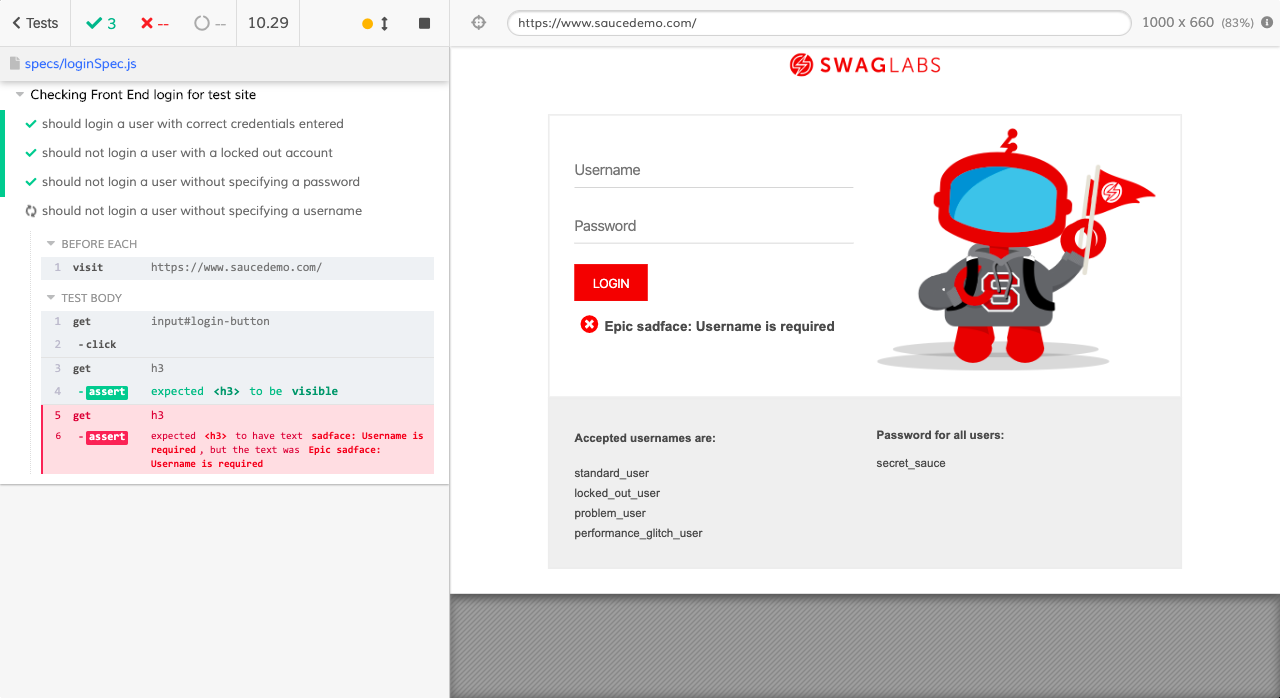 Tests
3
--
--
10.29
https://www.saucedemo.com/
1000 x 660 (83%)
specs/loginSpec.js
Checking Front End login for test site
should login a user with correct credentials entered
should not login a user with a locked out account
should not login a user without specifying a password
should not login a user without specifying a username
BEFORE EACH
1 visit https://www.saucedemo.com/
TEST BODY
1 get input#login-button
2 -click
3 get h3
4 -assert expected <h3> to be visible
5 get h3
6 -assert expected <h3> to have text sadface: Username is
required, but the text was Epic sadface:
Username is required
SWAGLABS
Username
Password
LOGIN
Epic sadface: Username is required
S
Accepted usernames are:
standard_user
locked_out_user
problem_user
performance_glitch_user
Password for all users:
secret_sauce